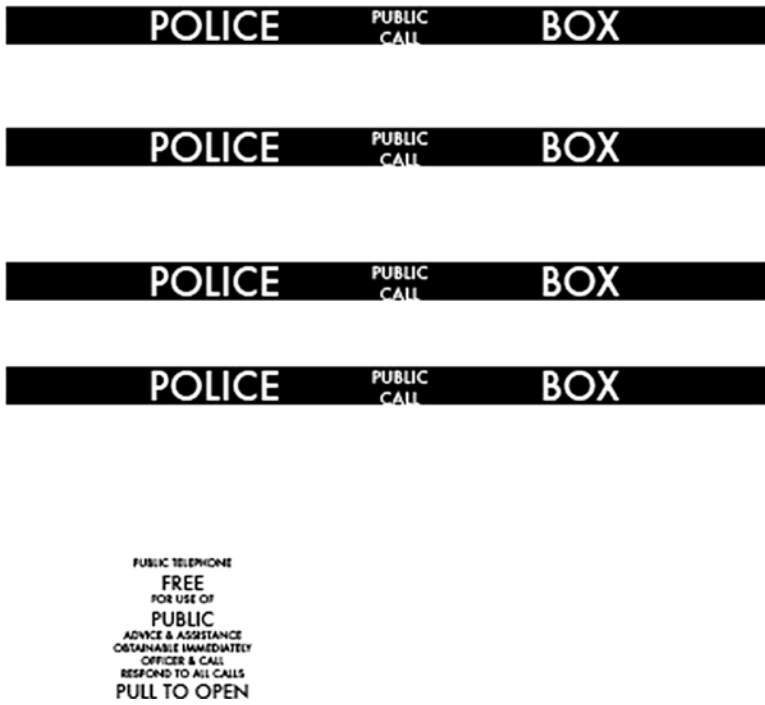 POLICE PUBLIC CALL BOX
POLICE PUBLIC CALL BOX
POLICE PUBLIC CALL BOX
POLICE PUBLIC CALL BOX
PUBLIC TELEPHONE
FREE
FOR USE OF
PUBLIC
ADVICE & ASSISTANCE
OBTAINABLE IMMEDIATELY
OFFICER & CALL
RESPOND TO ALL CALLS
PULL TO OPEN